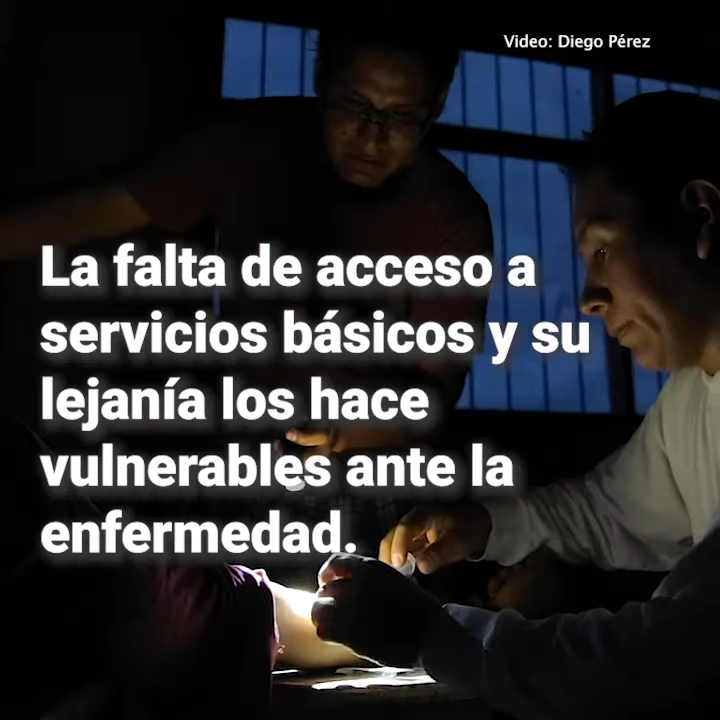 Video: Diego Pérez
La falta de acceso a
servicios básicos y su
lejanía los hace
vulnerables ante la
enfermedad.